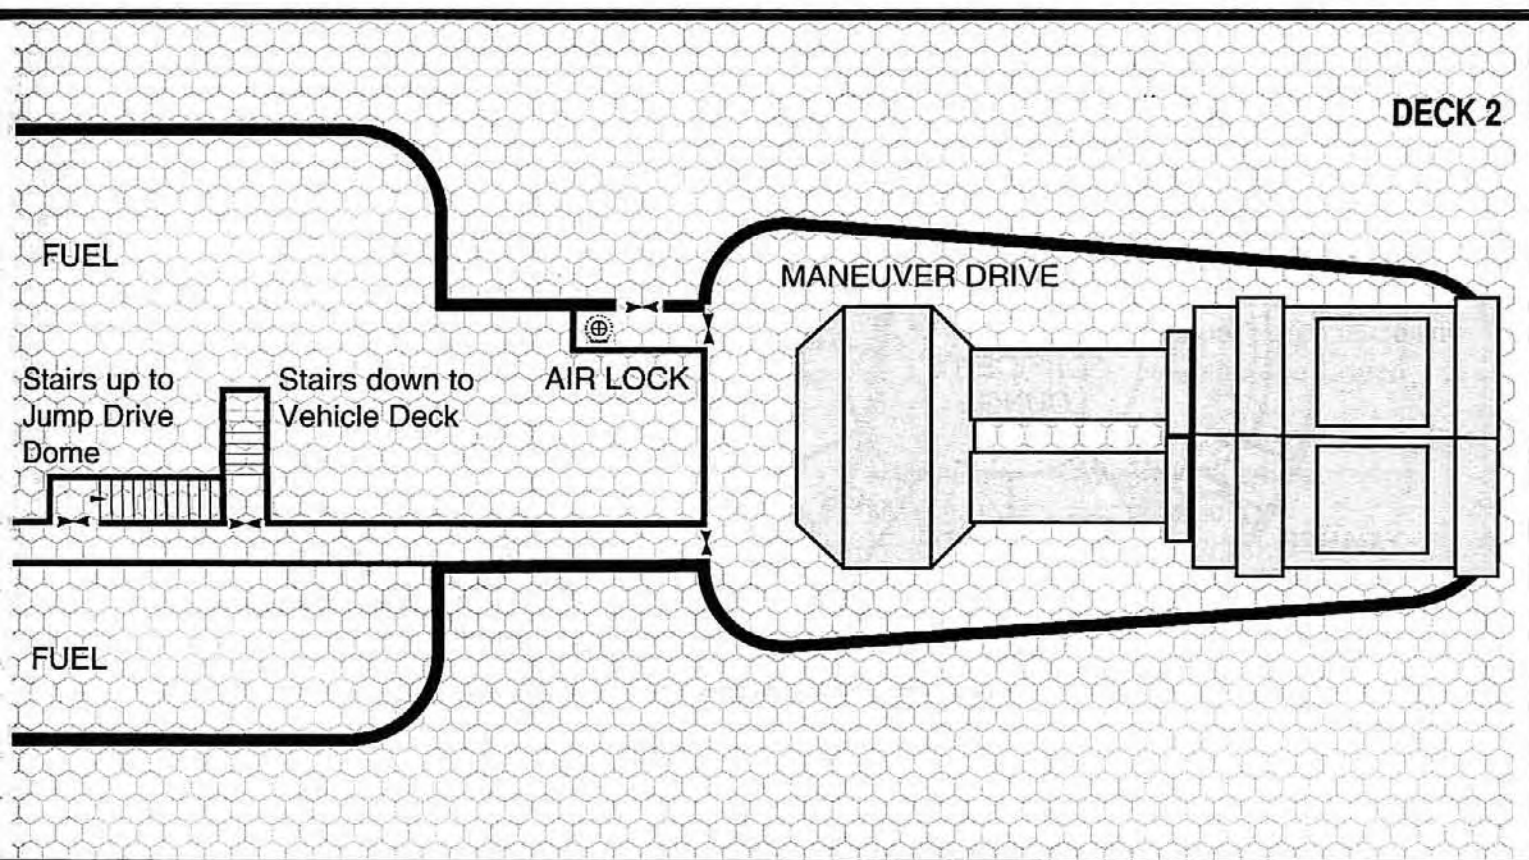 DECK 2
FUEL
MANEUVER DRIVE
Stairs up to
Jump Drive
Dome
Stairs down to
Vehicle Deck
AIR LOCK
FUEL